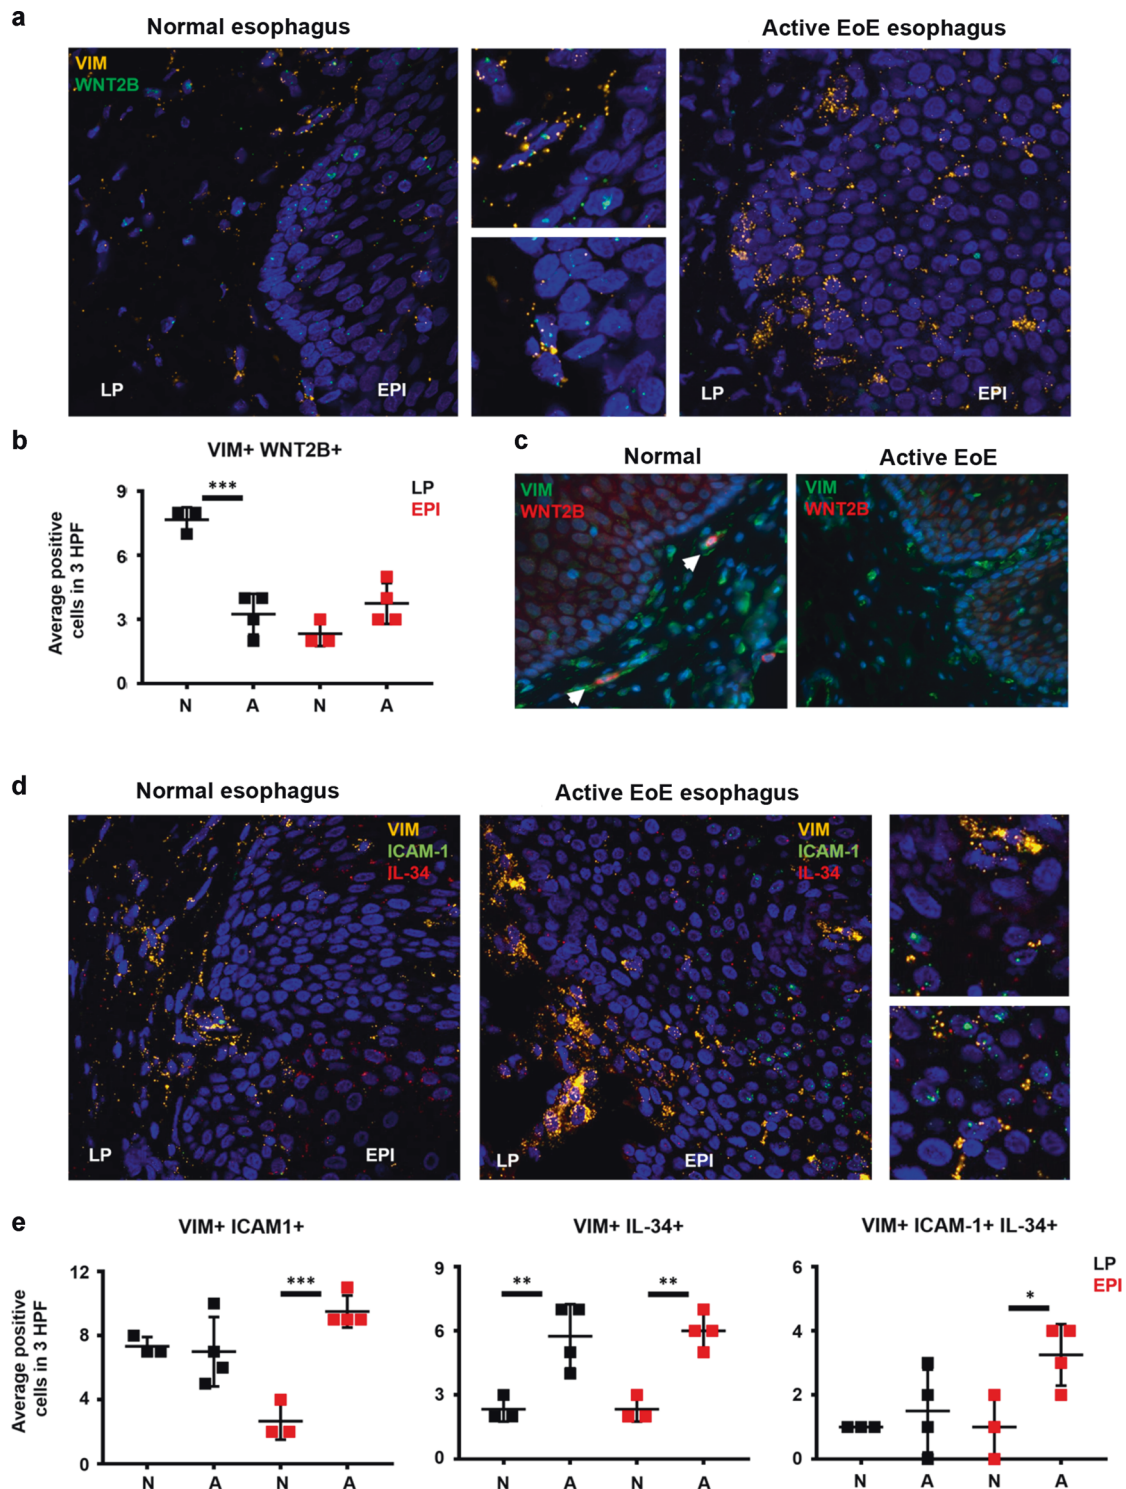 a
Normal esophagus
Active EoE esophagus
VIM
WNT2B
LP
EPI
LP
EPI
b
VIM+ WNT2B+
Average positive
cells in 3 HPF
9
6
3
0
***
LP
EPI
N
A
N
A
c
Normal
Active EoE
VIM
WNT2B
VIM
WNT2B
d
Normal esophagus
Active EoE esophagus
VIM
ICAM-1
IL-34
LP
EPI
VIM
ICAM-1
IL-34
LP
EPI
e
VIM+ ICAM1+
Average positive
cells in 3 HPF
12
8
4
0
***
N
A
N
A
VIM+ IL-34+
9
6
3
0
**
**
N
A
N
A
VIM+ ICAM-1+ IL-34+
6
4
2
0
*
LP
EPI
N
A
N
A